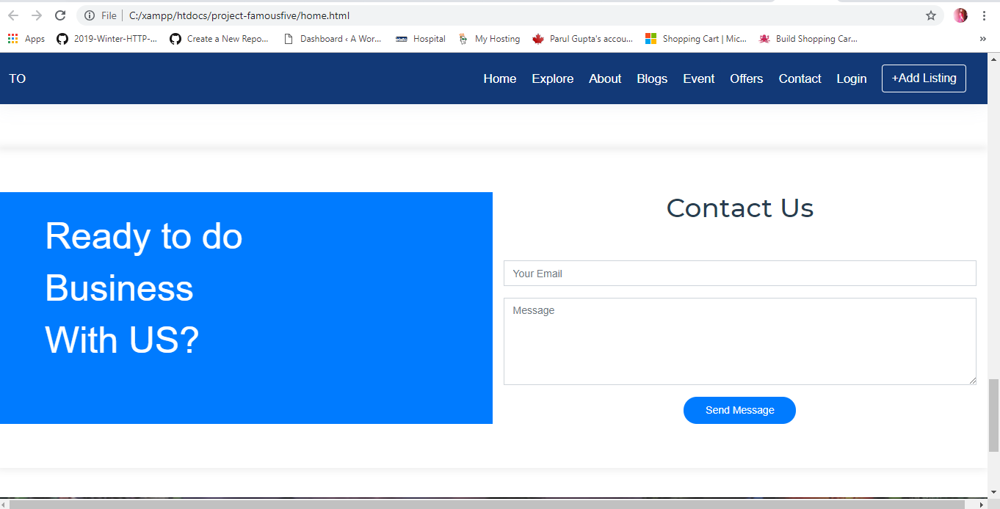 File C:/xampp/htdocs/project-famousfive/home.html
Apps 2019-Winter-HTTP-... Create a New Repo... Dashboard ‹ A Wor... Hospital My Hosting Parul Gupta's accou... Shopping Cart | Mic... Build Shopping Car... »
TO Home Explore About Blogs Event Offers Contact Login +Add Listing
Ready to do
Business
With US?
Contact Us
Your Email
Message
Send Message